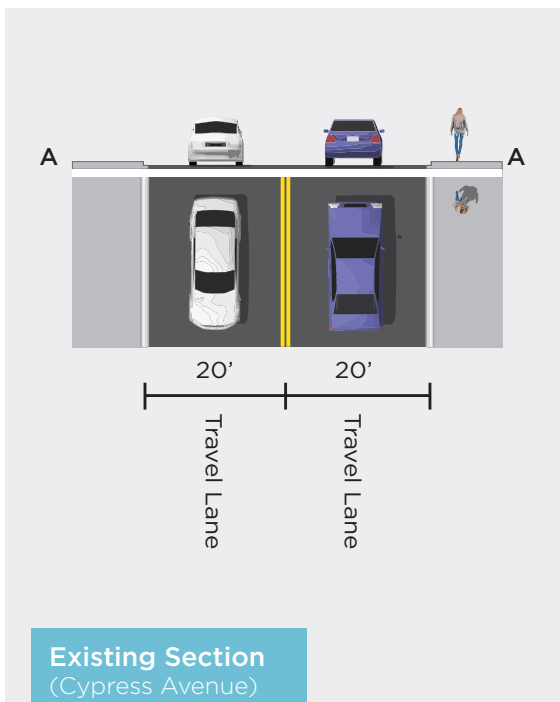 A A
20’ 20’
Travel Lane
Travel Lane
Existing Section
(Cypress Avenue)